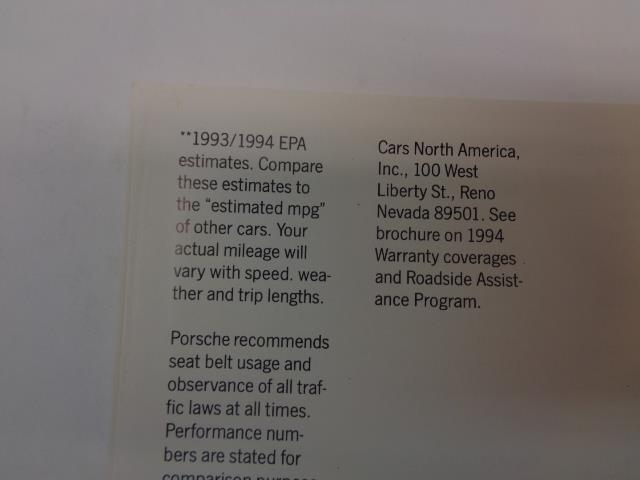 **1993/1994 EPA
estimates. Compare
these estimates to
the “estimated mpg”
of other cars. Your
actual mileage will
vary with speed. wea-
ther and trip lengths.
Porsche recommends
seat belt usage and
observance of all traf-
fic laws at all times.
Performance num-
bers are stated for
comparison purpose
Cars North America,
Inc., 100 West
Liberty St., Reno
Nevada 89501. See
brochure on 1994
Warranty coverages
and Roadside Assist-
ance Program.